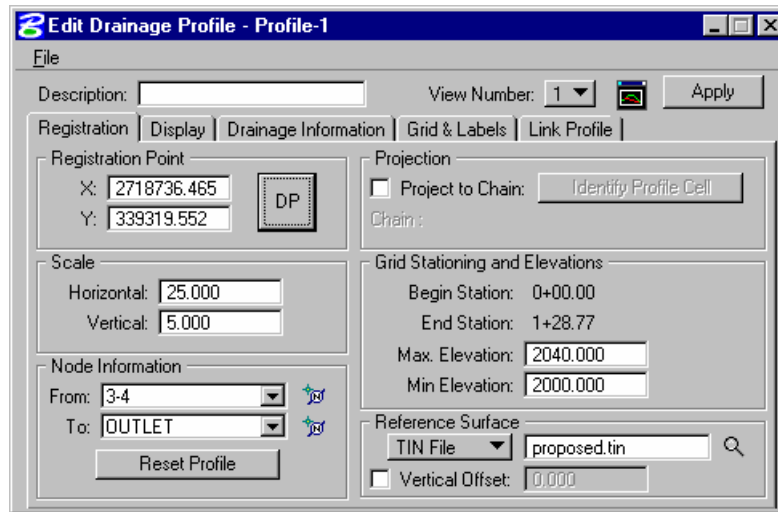 Edit Drainage Profile - Profile-1
File
Description: View Number: 1 Apply
Registration Display Drainage Information Grid & Labels Link Profile
Registration Point
X: 2718736.465
Y: 339319.552
DP
Projection
Project to Chain: Identify Profile Cell
Chain :
Scale
Horizontal: 25.000
Vertical: 5.000
Grid Stationing and Elevations
Begin Station: 0+00.00
End Station: 1+28.77
Max. Elevation: 2040.000
Min Elevation: 2000.000
Node Information
From: 3-4
To: OUTLET
Reset Profile
Reference Surface
TIN File proposed.tin
Vertical Offset: 0.000